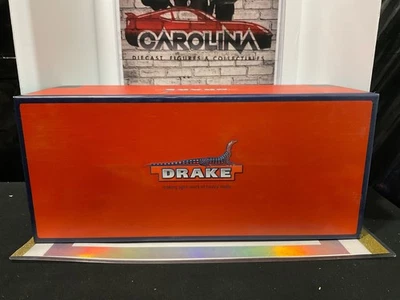 CAROLINA
DIECAST, FIGURES & COLLECTIBLES
DRAKE